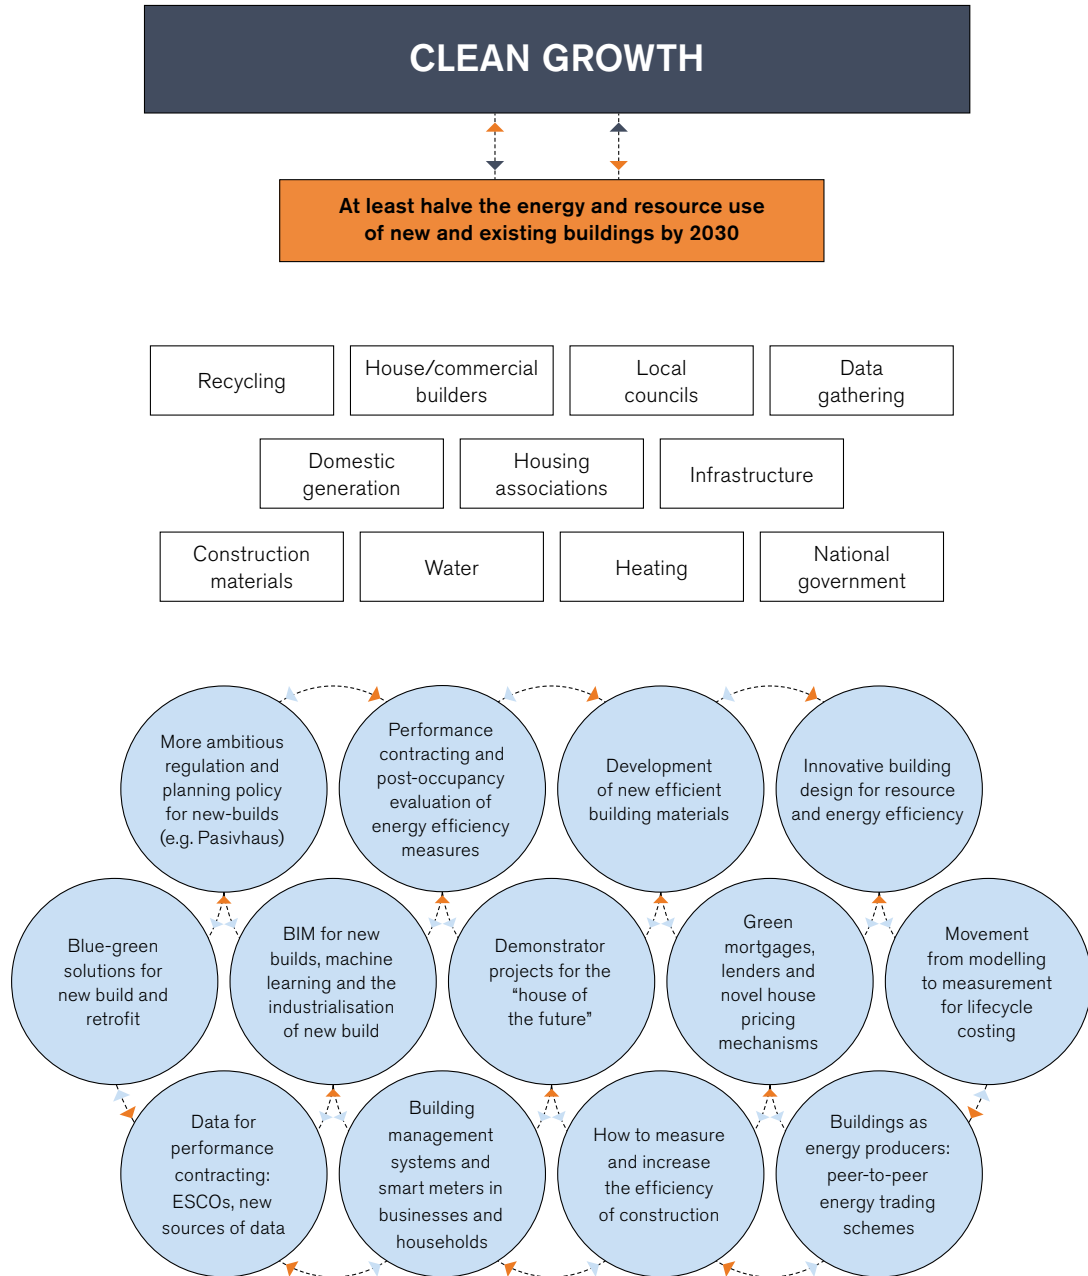 CLEAN GROWTH
At least halve the energy and resource use
of new and existing buildings by 2030
Recycling
House/commercial
builders
Local
councils
Data
gathering
Domestic
generation
Housing
associations
Infrastructure
Construction
materials
Water
Heating
National
government
More ambitious
regulation and
planning policy
for new-builds
(e.g. Pasivhaus)
Performance
contracting and
post-occupancy
evaluation of
energy efficiency
measures
Development
of new efficient
building materials
Innovative building
design for resource
and energy efficiency
Blue-green
solutions for
new build and
retrofit
BIM for new
builds, machine
learning and the
industrialisation
of new build
Demonstrator
projects for the
“house of
the future”
Green
mortgages,
lenders and
novel house
pricing
mechanisms
Movement
from modelling
to measurement
for lifecycle
costing
Data for
performance
contracting:
ESCOs, new
sources of data
Building
management
systems and
smart meters in
businesses and
households
How to measure
and increase
the efficiency
of construction
Buildings as
energy producers:
peer-to-peer
energy trading
schemes